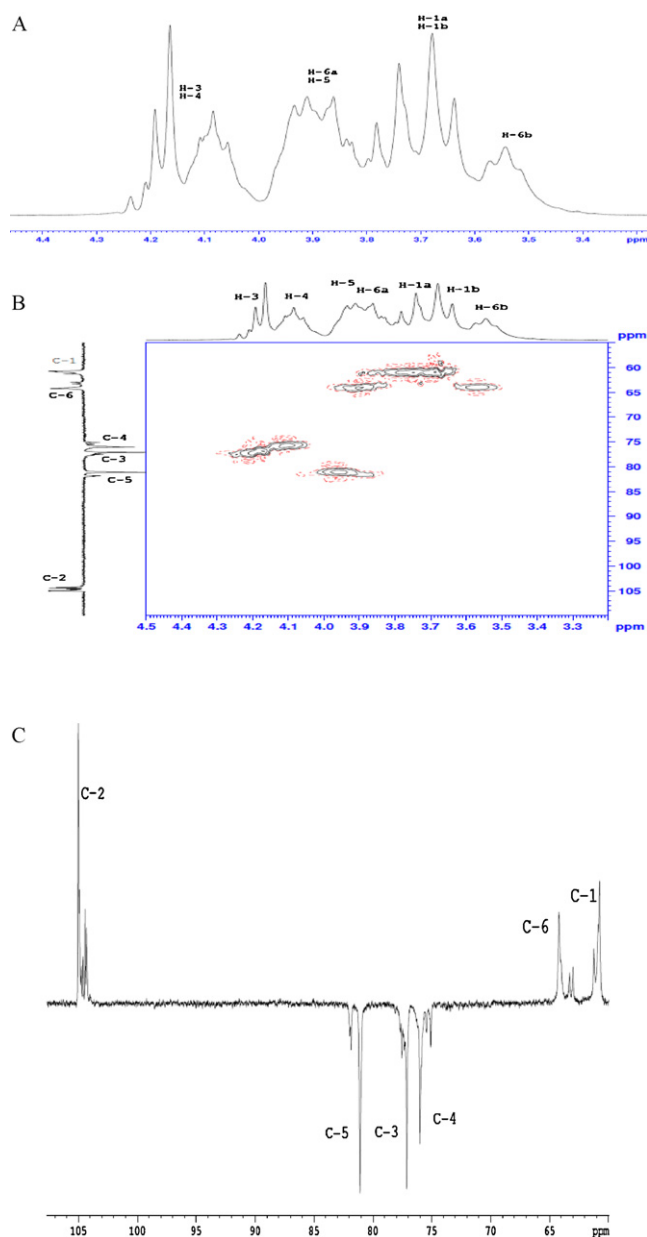 A
H-3
H-4
H-6a
H-5
H-1a
H-1b
H-6b
4.4 4.3 4.2 4.1 4.0 3.9 3.8 3.7 3.6 3.5 3.4 ppm
B
H-3 H-4 H-5 H-6a H-1a H-1b H-6b
ppm
C-1
C-6
C-4
C-3
C-5
C-2
60
65
70
75
80
85
90
95
100
105
4.5 4.4 4.3 4.2 4.1 4.0 3.9 3.8 3.7 3.6 3.5 3.4 3.3 ppm
C
C-2
C-1
C-6
C-5 C-3 C-4
105 100 95 90 85 80 75 70 65 ppm